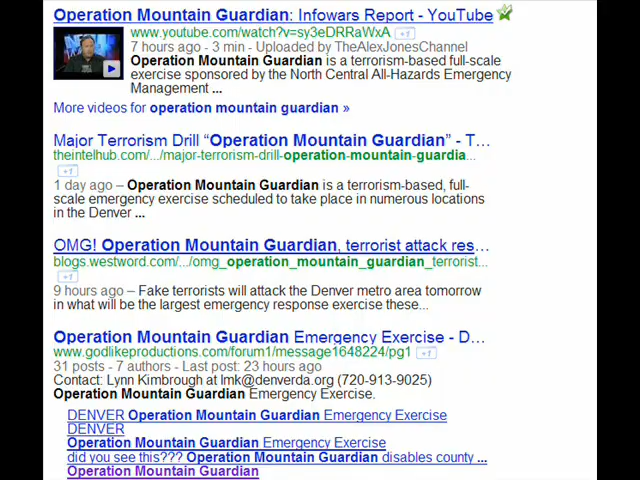 Operation Mountain Guardian: Infowars Report - YouTube
www.youtube.com/watch?v=sy3eDRRaWxA +1
7 hours ago - 3 min - Uploaded by TheAlexJonesChannel
Operation Mountain Guardian is a terrorism-based full-scale
exercise sponsored by the North Central All-Hazards Emergency
Management ...
More videos for operation mountain guardian »
Major Terrorism Drill “Operation Mountain Guardian” - T…
theintelhub.com/.../major-terrorism-drill-operation-mountain-guardia...
+1
1 day ago – Operation Mountain Guardian is a terrorism-based, full-
scale emergency exercise scheduled to take place in numerous locations
in the Denver ...
OMG! Operation Mountain Guardian, terrorist attack res…
blogs.westword.com/.../omg_operation_mountain_guardian_terrorist...
+1
9 hours ago – Fake terrorists will attack the Denver metro area tomorrow
in what will be the largest emergency response exercise these...
Operation Mountain Guardian Emergency Exercise - D…
www.godlikeproductions.com/forum1/message1648224/pg1 +1
31 posts - 7 authors - Last post: 23 hours ago
Contact: Lynn Kimbrough at lmk@denverda.org (720-913-9025)
Operation Mountain Guardian Emergency Exercise.
DENVER Operation Mountain Guardian Emergency Exercise
DENVER
Operation Mountain Guardian Emergency Exercise
did you see this??? Operation Mountain Guardian disables county ...
Operation Mountain Guardian